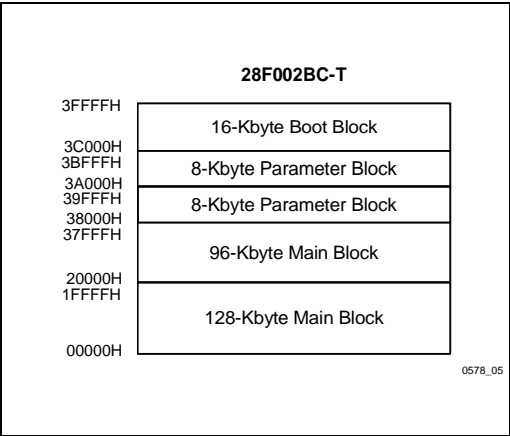 28F002BC-T
3FFFFH
16-Kbyte Boot Block
3C000H
3BFFFH
8-Kbyte Parameter Block
3A000H
39FFFH
8-Kbyte Parameter Block
38000H
37FFFH
96-Kbyte Main Block
20000H
1FFFFH
128-Kbyte Main Block
00000H
0578_05